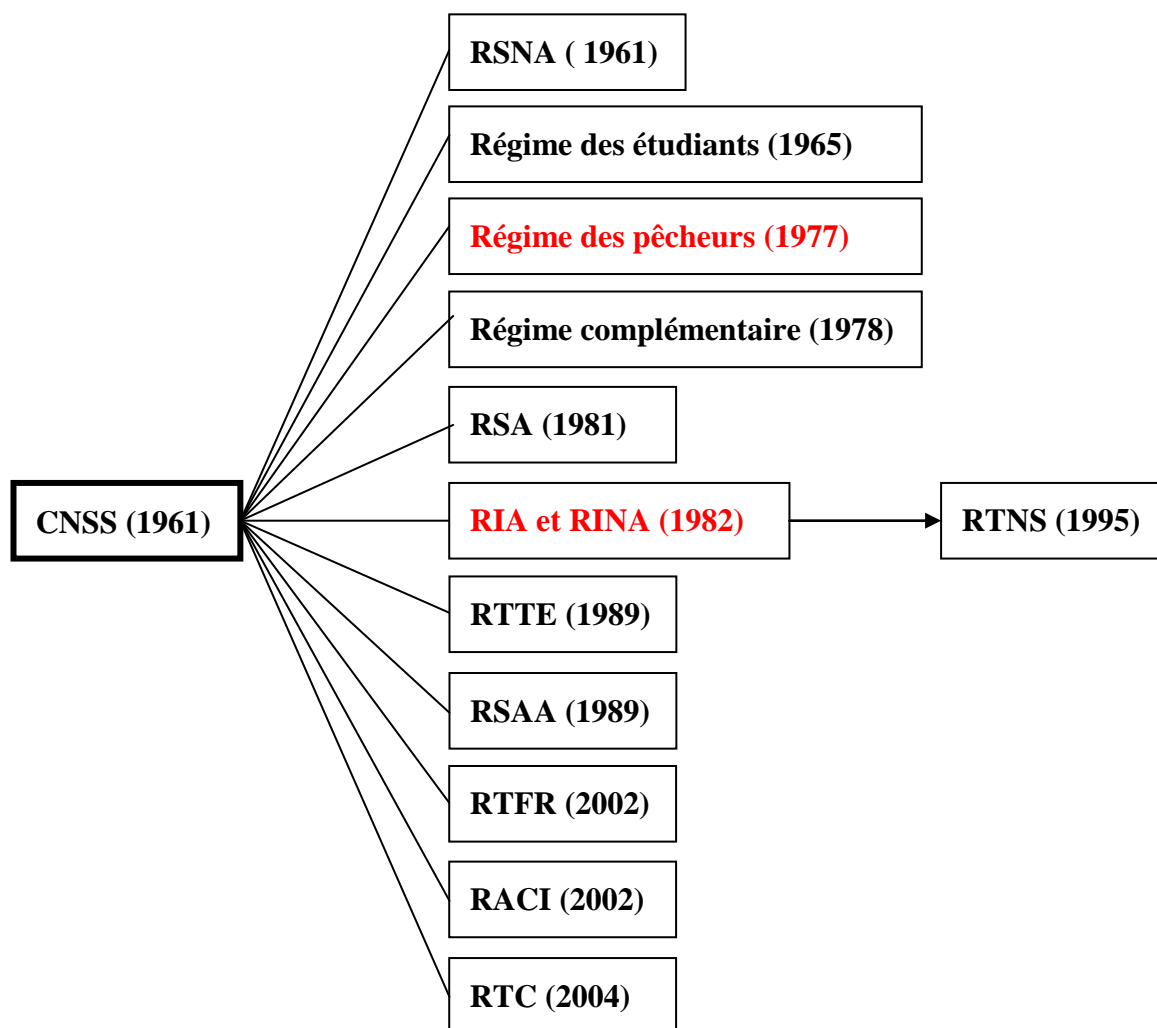 RSNA ( 1961)
Régime des étudiants (1965)
Régime des pêcheurs (1977)
Régime complémentaire (1978)
RSA (1981)
CNSS (1961)
RIA et RINA (1982)
RTNS (1995)
RTTE (1989)
RSAA (1989)
RTFR (2002)
RACI (2002)
RTC (2004)